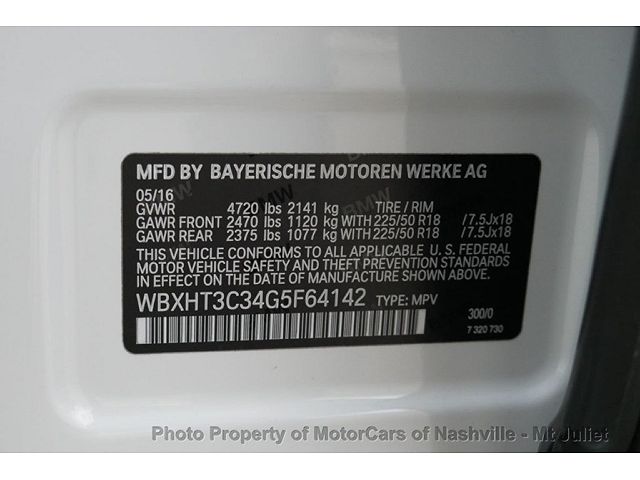 MFD BY BAYERISCHE MOTOREN WERKE AG
05/16
GVWR 4720 lbs 2141 kg TIRE / RIM
GAWR FRONT 2470 lbs 1120 kg WITH 225/50 R18 /7.5Jx18
GAWR REAR 2375 lbs 1077 kg WITH 225/50 R18 /7.5Jx18
THIS VEHICLE CONFORMS TO ALL APPLICABLE U. S. FEDERAL
MOTOR VEHICLE SAFETY AND THEFT PREVENTION STANDARDS
IN EFFECT ON THE DATE OF MANUFACTURE SHOWN ABOVE.
WBXHT3C34G5F64142 TYPE: MPV
300/0
7 320 730
Photo Property of MotorCars of Nashville - Mt Juliet